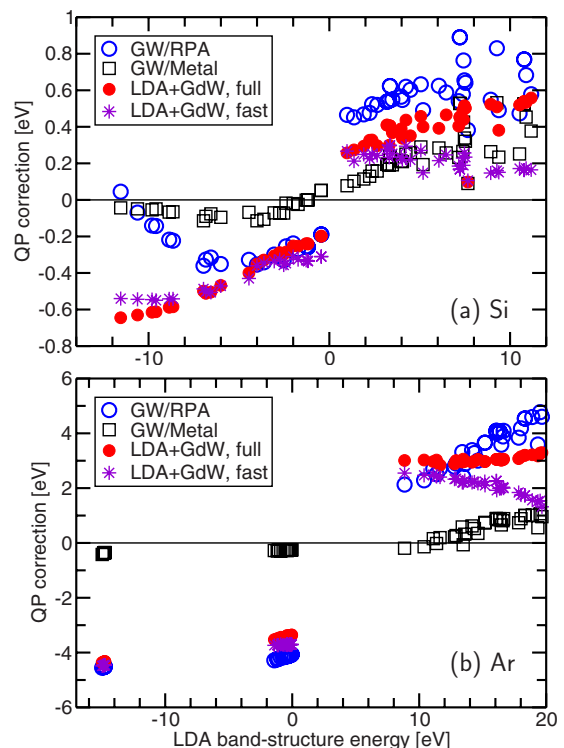 1
0.8
0.6
0.4
0.2
0
-0.2
-0.4
-0.6
-0.8
QP correction [eV]
GW/RPA
GW/Metal
LDA+GdW, full
LDA+GdW, fast
(a) Si
-10
0
10
6
4
2
0
-2
-4
-6
QP correction [eV]
GW/RPA
GW/Metal
LDA+GdW, full
LDA+GdW, fast
(b) Ar
-10
0
10
20
LDA band-structure energy [eV]